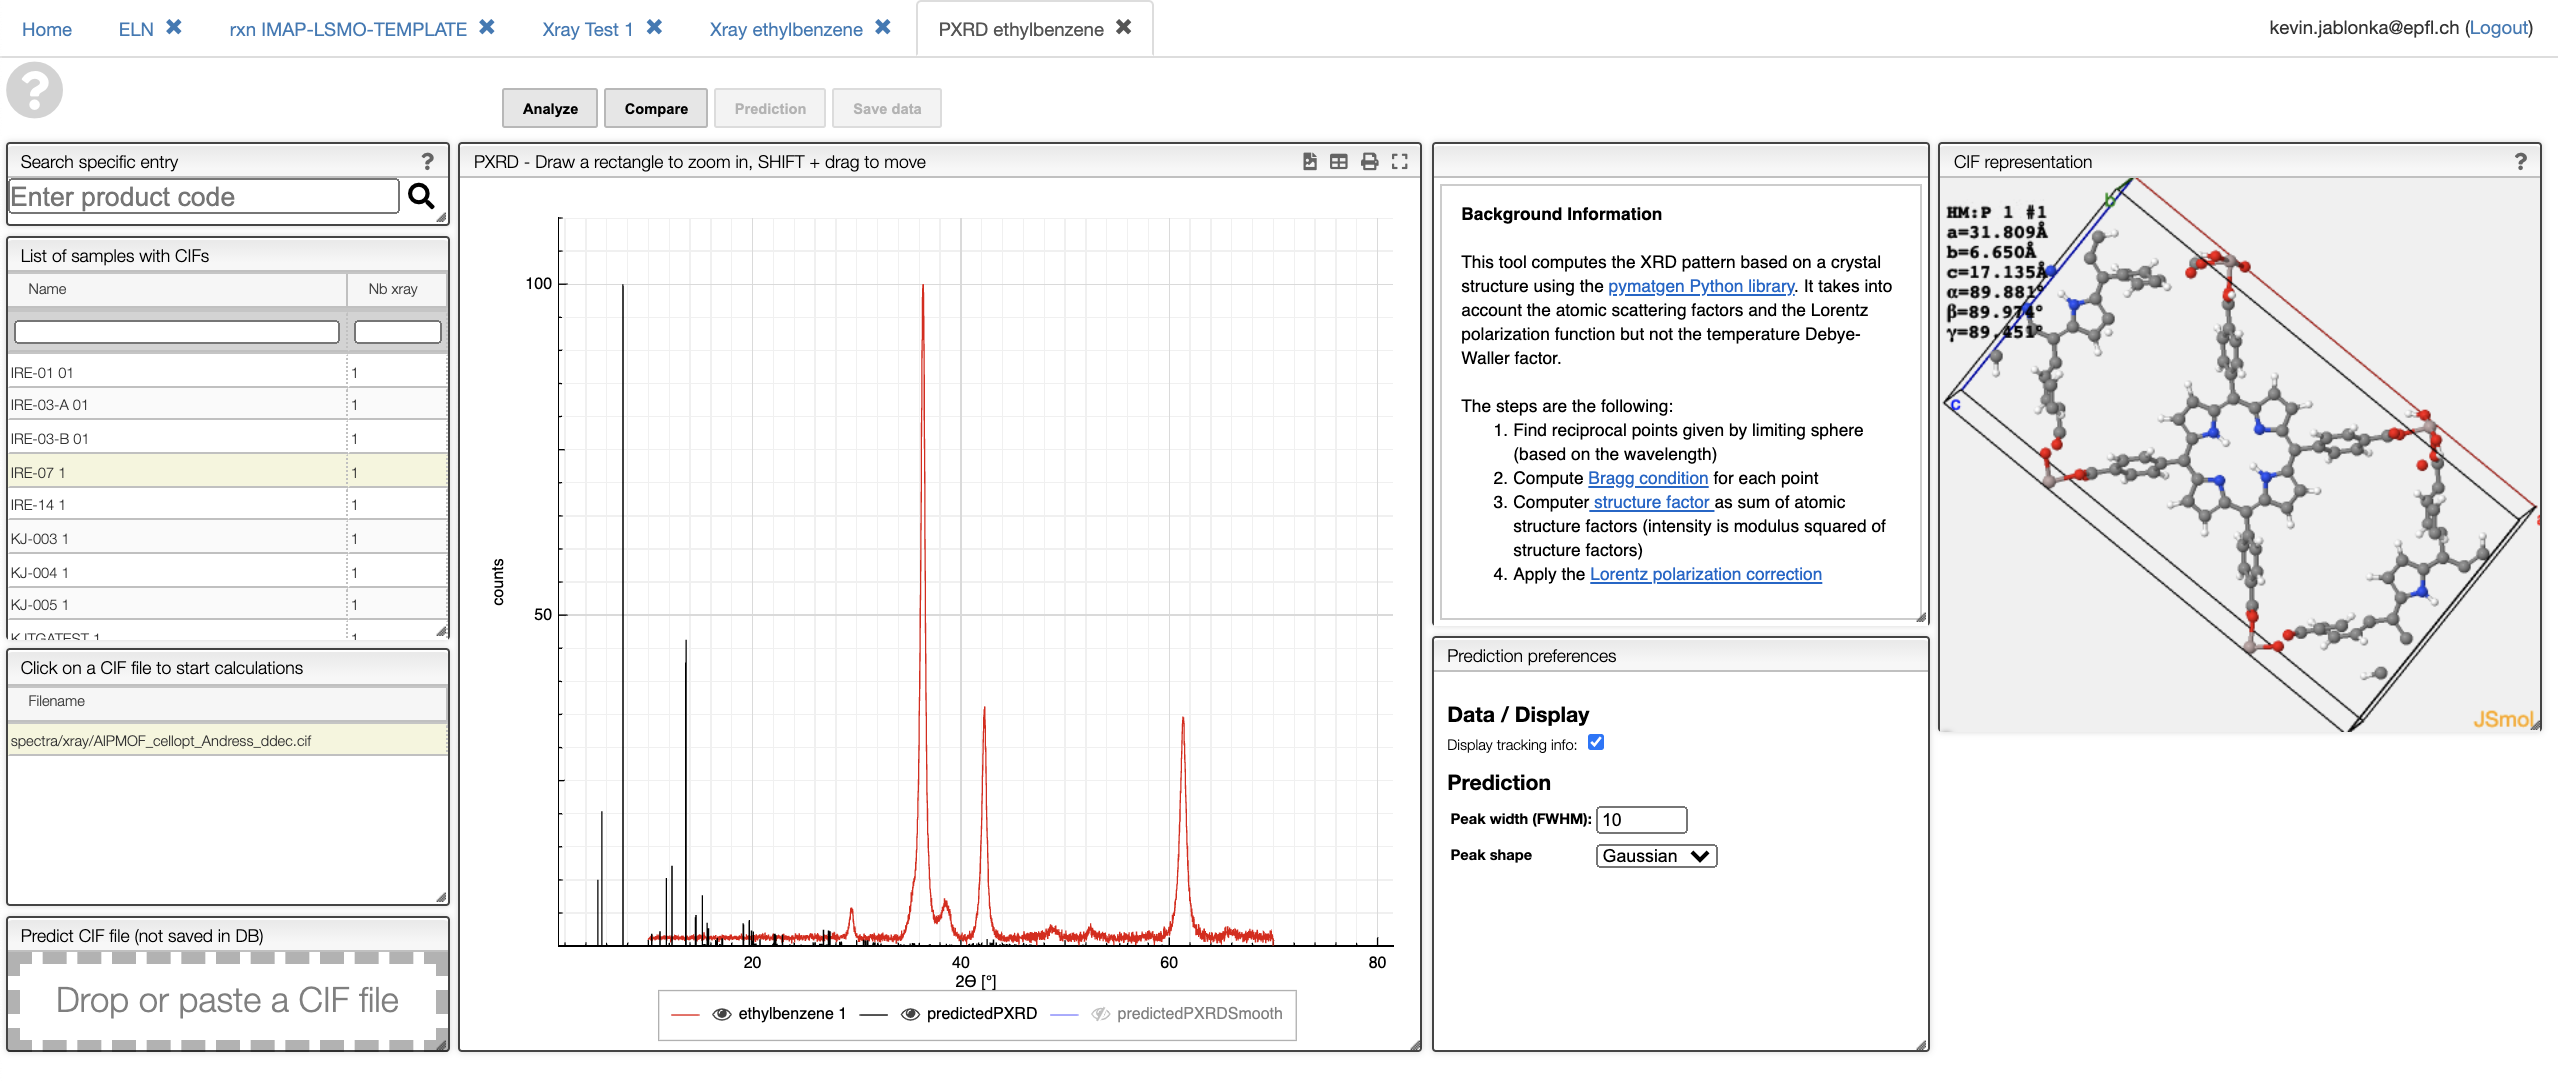 Home
ELN
rxn IMAP-LSMO-TEMPLATE
Xray Test 1
Xray ethylbenzene
PXRD ethylbenzene
kevin.jablonka@epfl.ch (Logout)
?
Analyze
Compare
Prediction
Save data
Search specific entry ?
Enter product code
List of samples with CIFs
Name Nb xray
IRE-01 01 1
IRE-03-A 01 1
IRE-03-B 01 1
IRE-07 1 1
IRE-14 1 1
KJ-003 1 1
KJ-004 1 1
KJ-005 1 1
KJTGATEST 1 1
Click on a CIF file to start calculations
Filename
spectra/xray/AlPMOF_cellopt_Andress_ddec.cif
Predict CIF file (not saved in DB)
Drop or paste a CIF file
PXRD - Draw a rectangle to zoom in, SHIFT + drag to move
100
50
counts
20 40 60 80
2Θ [°]
ethylbenzene 1 predictedPXRD predictedPXRDSmooth
Background Information
This tool computes the XRD pattern based on a crystal
structure using the pymatgen Python library. It takes into
account the atomic scattering factors and the Lorentz
polarization function but not the temperature Debye-
Waller factor.
The steps are the following:
1. Find reciprocal points given by limiting sphere
(based on the wavelength)
2. Compute Bragg condition for each point
3. Computer structure factor as sum of atomic
structure factors (intensity is modulus squared of
structure factors)
4. Apply the Lorentz polarization correction
Prediction preferences
Data / Display
Display tracking info:
Prediction
Peak width (FWHM): 10
Peak shape Gaussian
CIF representation ?
HM:P 1 #1
a=31.809Å
b=6.650Å
c=17.135Å
α=89.881°
β=89.974°
γ=89.451°
b
c
a
JSmol